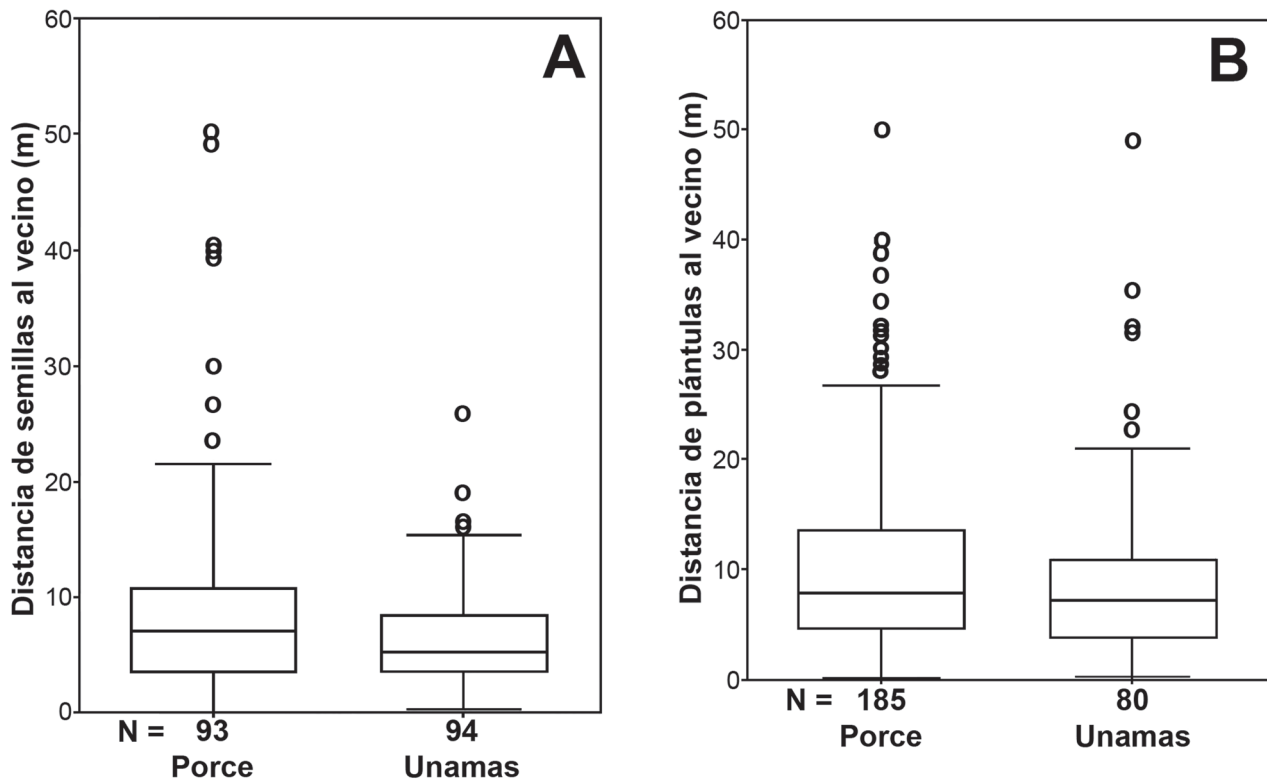 A
Distancia de semillas al vecino (m)
60
50
40
30
20
10
0
N = 93 94
Porce Unamas
B
Distancia de plántulas al vecino (m)
60
50
40
30
20
10
0
N = 185 80
Porce Unamas